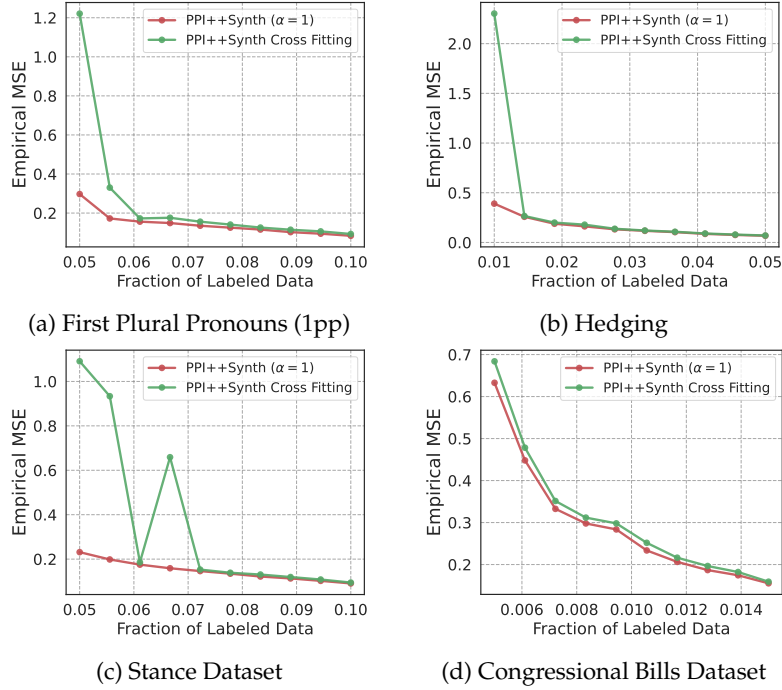 PPI++Synth (α = 1)
PPI++Synth Cross Fitting
Empirical MSE
1.2
1.0
0.8
0.6
0.4
0.2
0.05 0.06 0.07 0.08 0.09 0.10
Fraction of Labeled Data
(a) First Plural Pronouns (1pp)
PPI++Synth (α = 1)
PPI++Synth Cross Fitting
Empirical MSE
2.0
1.5
1.0
0.5
0.0
0.01 0.02 0.03 0.04 0.05
Fraction of Labeled Data
(b) Hedging
PPI++Synth (α = 1)
PPI++Synth Cross Fitting
Empirical MSE
1.0
0.8
0.6
0.4
0.2
0.05 0.06 0.07 0.08 0.09 0.10
Fraction of Labeled Data
(c) Stance Dataset
PPI++Synth (α = 1)
PPI++Synth Cross Fitting
Empirical MSE
0.7
0.6
0.5
0.4
0.3
0.2
0.006 0.008 0.010 0.012 0.014
Fraction of Labeled Data
(d) Congressional Bills Dataset